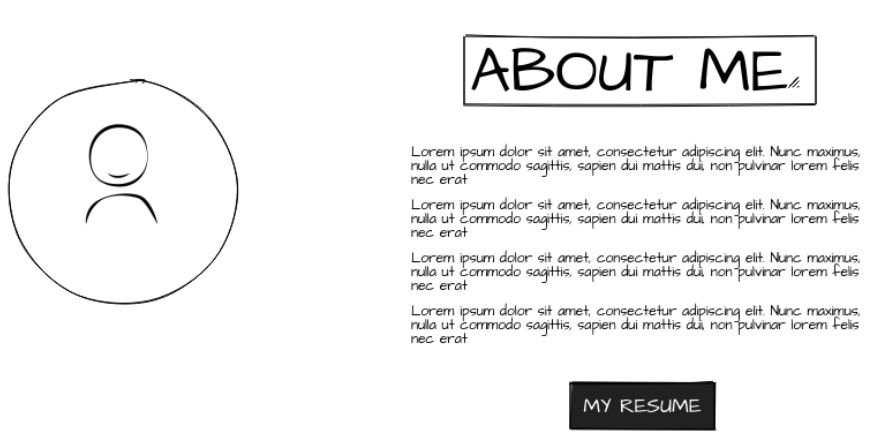 ABOUT ME
Lorem ipsum dolor sit amet, consectetur adipiscing elit. Nunc maximus,
nulla ut commodo sagittis, sapien dui mattis dui, non pulvinar lorem felis
nec erat
Lorem ipsum dolor sit amet, consectetur adipiscing elit. Nunc maximus,
nulla ut commodo sagittis, sapien dui mattis dui, non pulvinar lorem felis
nec erat
Lorem ipsum dolor sit amet, consectetur adipiscing elit. Nunc maximus,
nulla ut commodo sagittis, sapien dui mattis dui, non pulvinar lorem felis
nec erat
Lorem ipsum dolor sit amet, consectetur adipiscing elit. Nunc maximus,
nulla ut commodo sagittis, sapien dui mattis dui, non pulvinar lorem felis
nec erat
MY RESUME